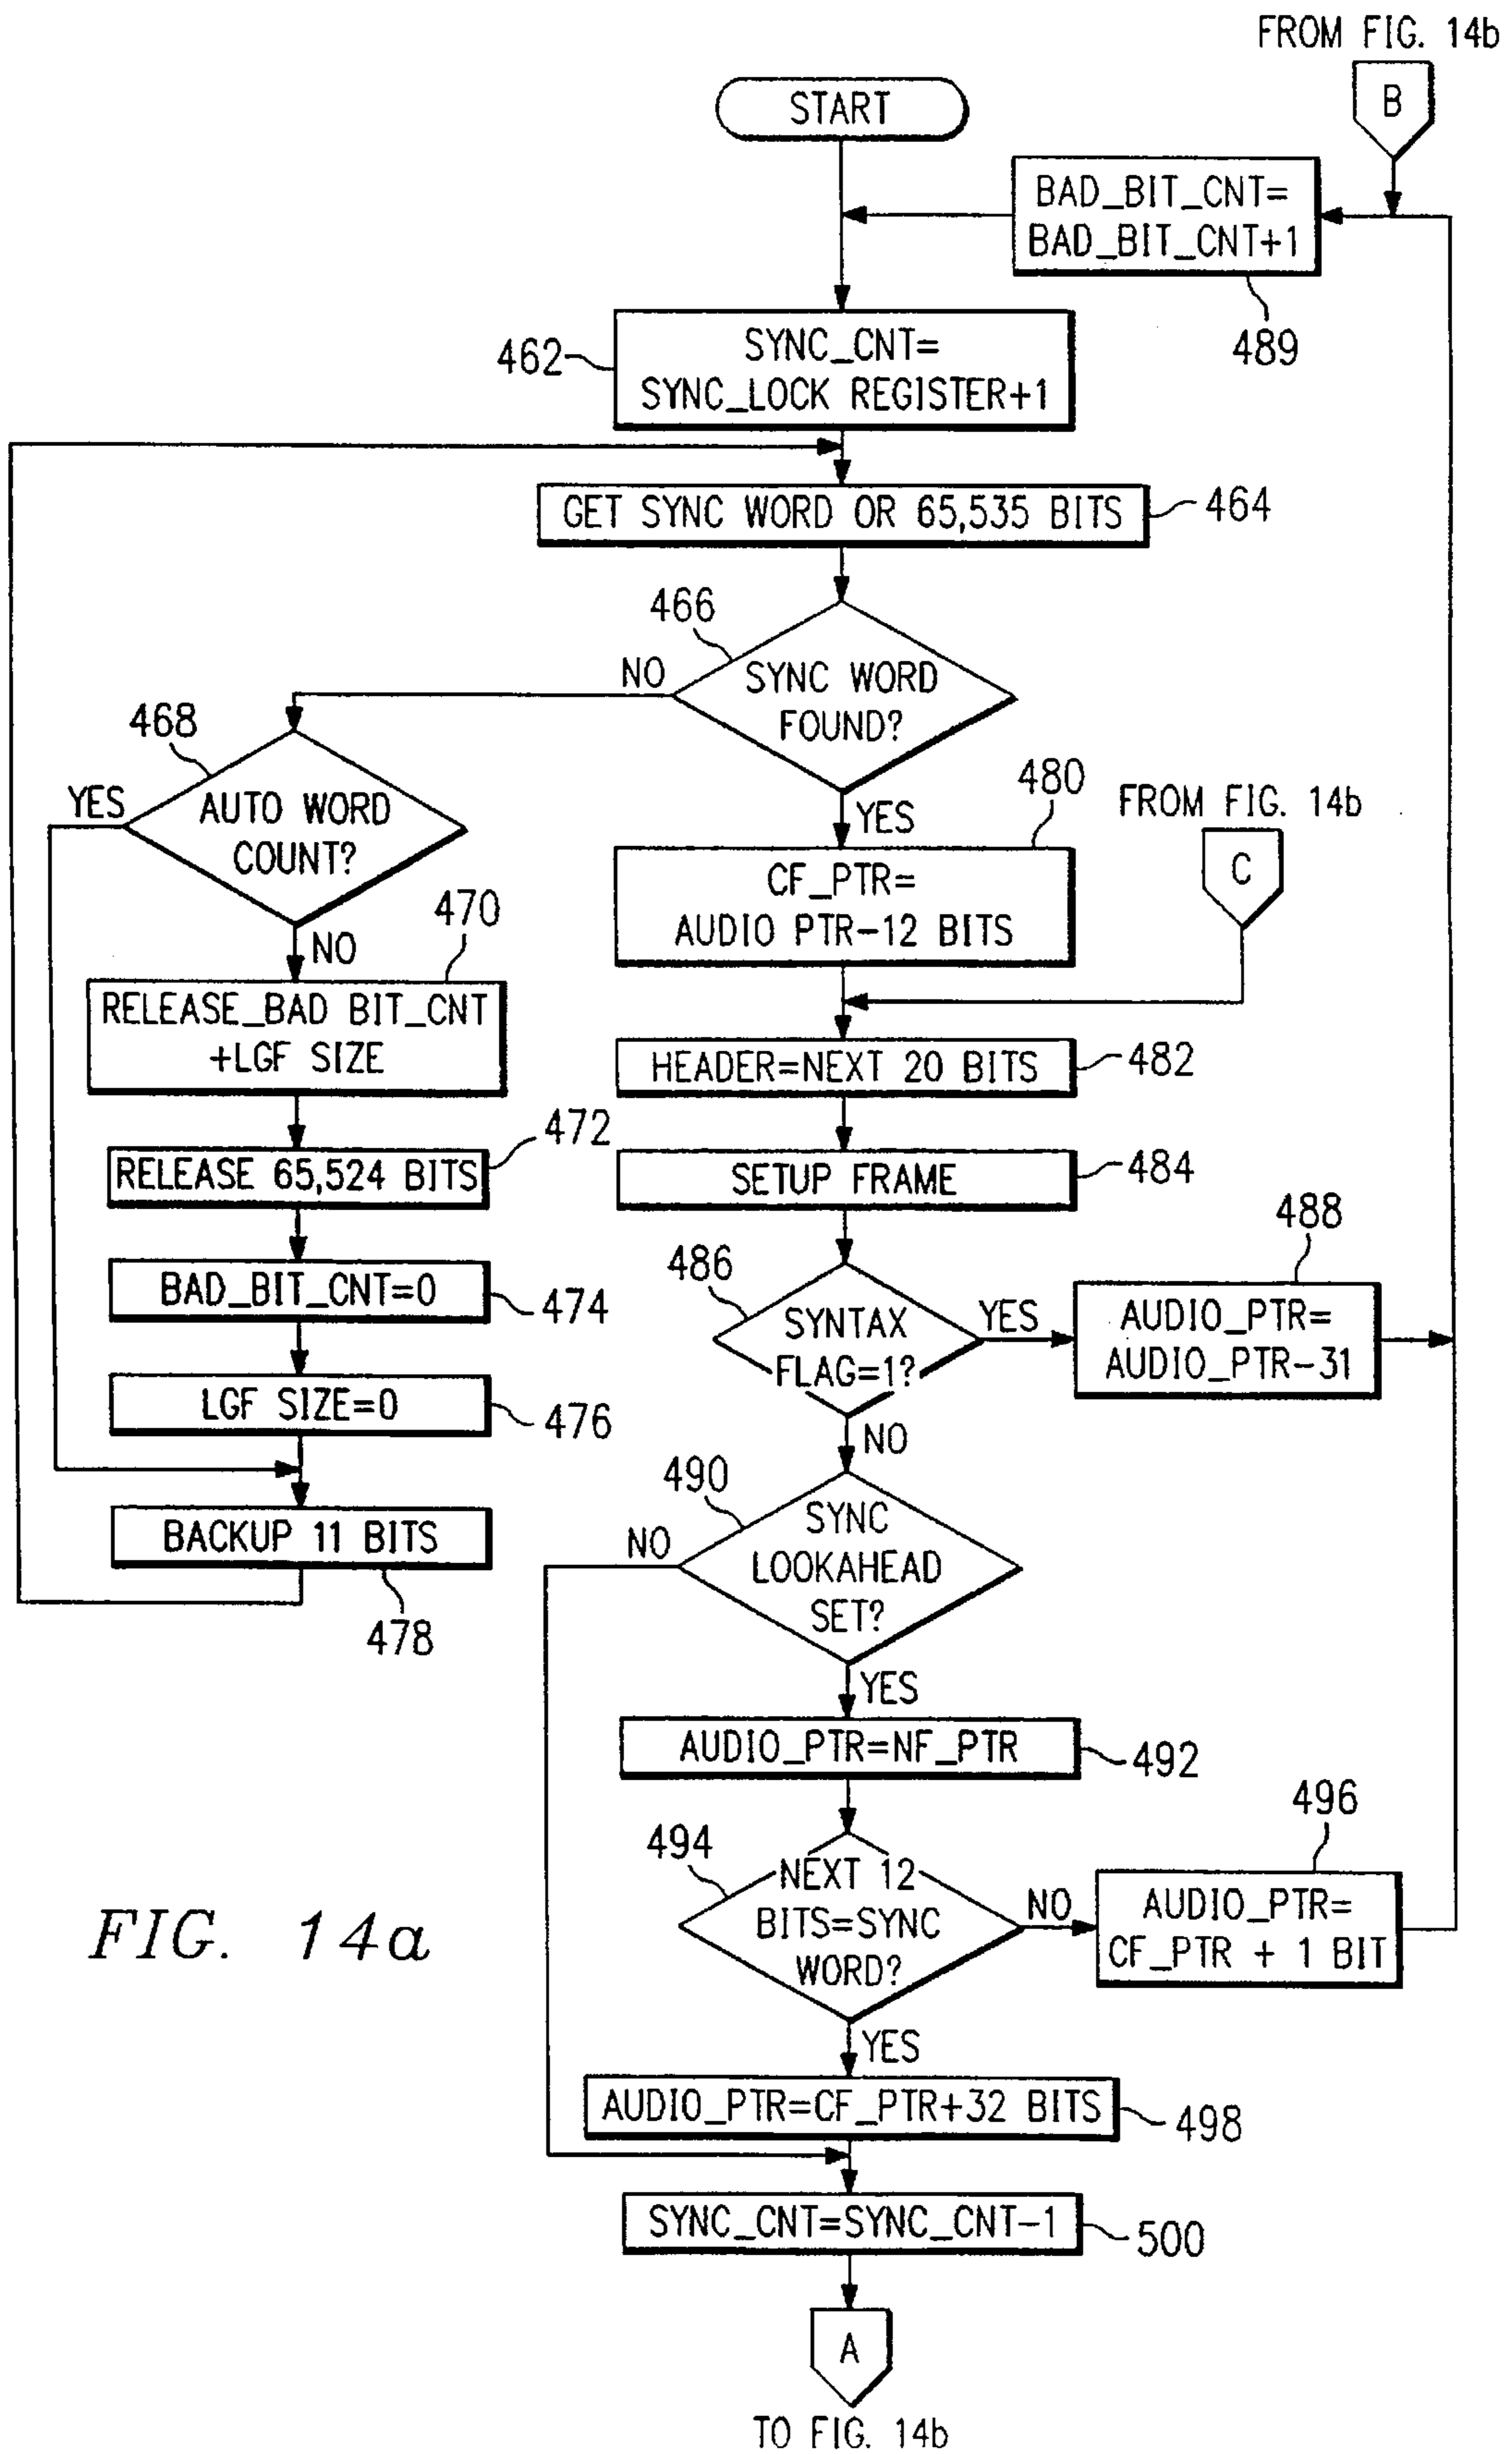 FROM FIG. 14b
B
START
BAD_BIT_CNT=
BAD_BIT_CNT+1
489
462
SYNC_CNT=
SYNC_LOCK REGISTER+1
GET SYNC WORD OR 65,535 BITS
464
466
SYNC WORD
FOUND?
NO
YES
468
AUTO WORD
COUNT?
YES
NO
470
RELEASE_BAD BIT_CNT
+LGF SIZE
RELEASE 65,524 BITS
472
BAD_BIT_CNT=0
474
LGF SIZE=0
476
BACKUP 11 BITS
478
480
CF_PTR=
AUDIO PTR-12 BITS
FROM FIG. 14b
C
HEADER=NEXT 20 BITS
482
SETUP FRAME
484
486
SYNTAX
FLAG=1?
YES
NO
488
AUDIO_PTR=
AUDIO_PTR-31
490
SYNC
LOOKAHEAD
SET?
NO
YES
AUDIO_PTR=NF_PTR
492
494
NEXT 12
BITS=SYNC
WORD?
NO
YES
496
AUDIO_PTR=
CF_PTR + 1 BIT
AUDIO_PTR=CF_PTR+32 BITS
498
SYNC_CNT=SYNC_CNT-1
500
A
TO FIG. 14b
FIG. 14a